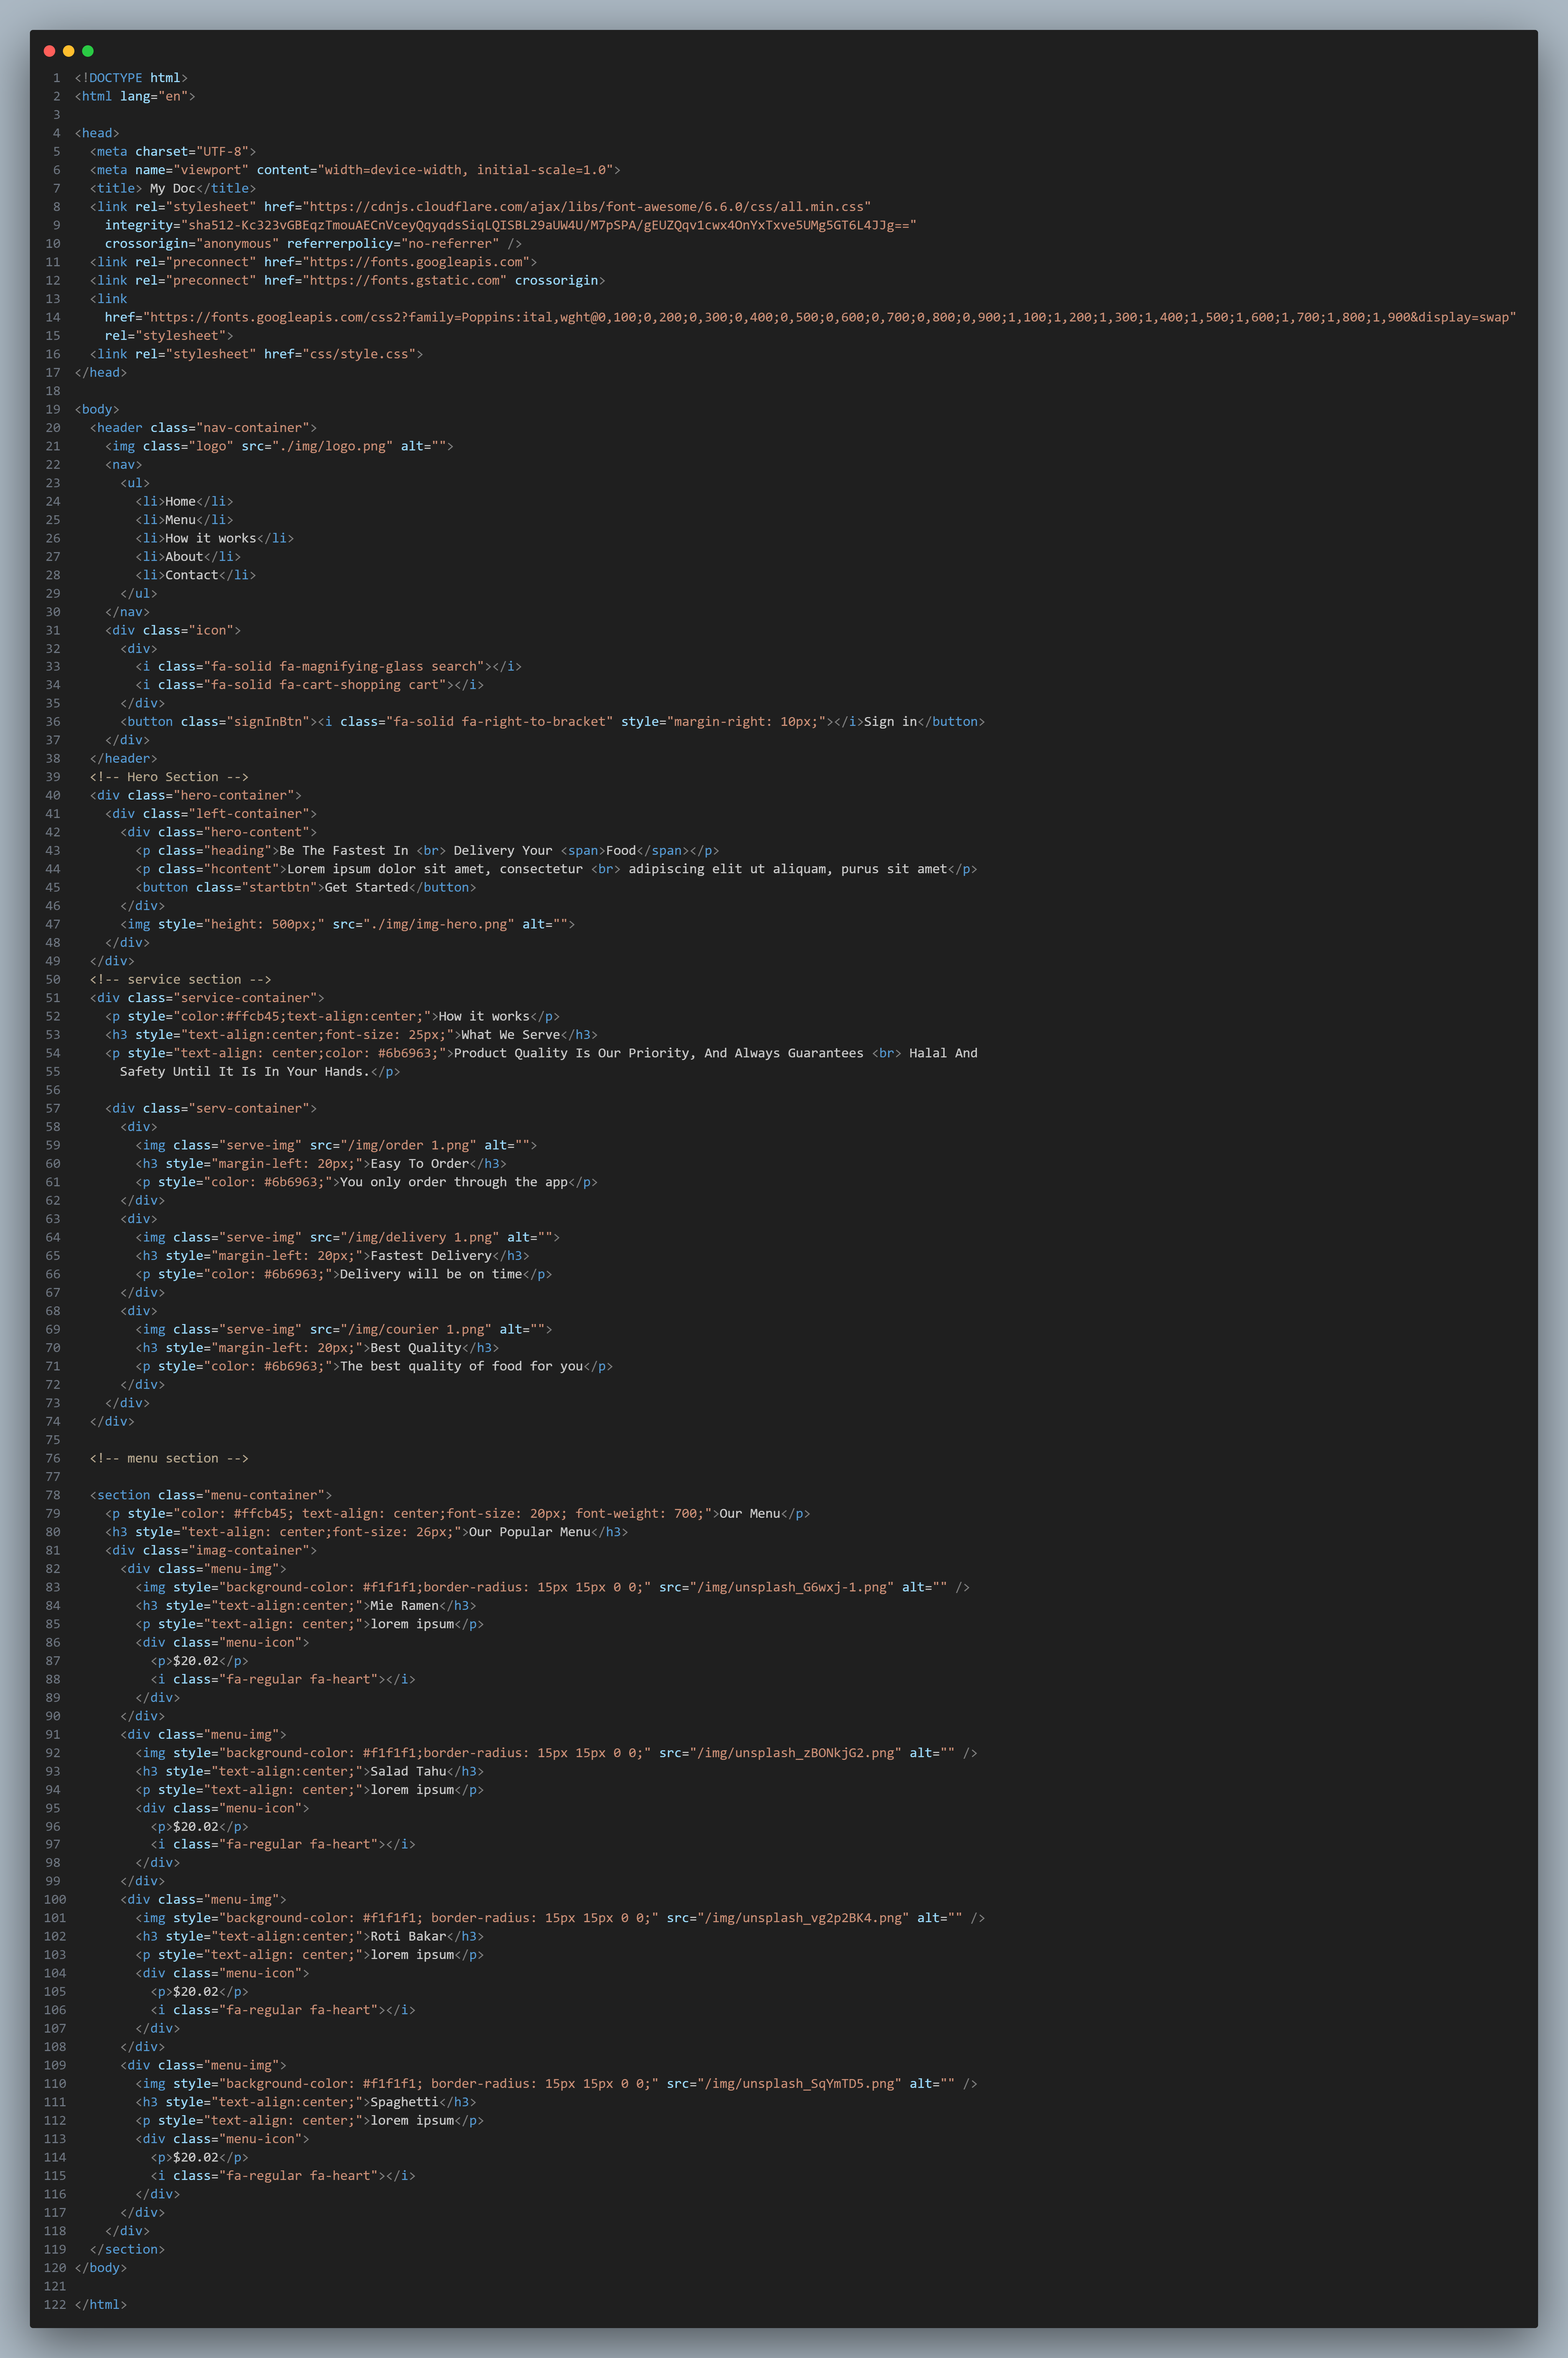 1 <!DOCTYPE html>
2 <html lang="en">
3
4 <head>
5   <meta charset="UTF-8">
6   <meta name="viewport" content="width=device-width, initial-scale=1.0">
7   <title> My Doc</title>
8   <link rel="stylesheet" href="https://cdnjs.cloudflare.com/ajax/libs/font-awesome/6.6.0/css/all.min.css"
9     integrity="sha512-Kc323vGBEqzTmouAECnVceyQqyqdsSiqLQISBL29aUW4U/M7pSPA/gEUZQqv1cwx4OnYxTxve5UMg5GT6L4JJg=="
10     crossorigin="anonymous" referrerpolicy="no-referrer" />
11   <link rel="preconnect" href="https://fonts.googleapis.com">
12   <link rel="preconnect" href="https://fonts.gstatic.com" crossorigin>
13   <link
14     href="https://fonts.googleapis.com/css2?family=Poppins:ital,wght@0,100;0,200;0,300;0,400;0,500;0,600;0,700;0,800;0,900;1,100;1,200;1,300;1,400;1,500;1,600;1,700;1,800;1,900&display=swap"
15     rel="stylesheet">
16   <link rel="stylesheet" href="css/style.css">
17 </head>
18
19 <body>
20   <header class="nav-container">
21     <img class="logo" src="./img/logo.png" alt="">
22     <nav>
23       <ul>
24         <li>Home</li>
25         <li>Menu</li>
26         <li>How it works</li>
27         <li>About</li>
28         <li>Contact</li>
29       </ul>
30     </nav>
31     <div class="icon">
32       <div>
33         <i class="fa-solid fa-magnifying-glass search"></i>
34         <i class="fa-solid fa-cart-shopping cart"></i>
35       </div>
36       <button class="signInBtn"><i class="fa-solid fa-right-to-bracket" style="margin-right: 10px;"></i>Sign in</button>
37     </div>
38   </header>
39   <!-- Hero Section -->
40   <div class="hero-container">
41     <div class="left-container">
42       <div class="hero-content">
43         <p class="heading">Be The Fastest In <br> Delivery Your <span>Food</span></p>
44         <p class="hcontent">Lorem ipsum dolor sit amet, consectetur <br> adipiscing elit ut aliquam, purus sit amet</p>
45         <button class="startbtn">Get Started</button>
46       </div>
47       <img style="height: 500px;" src="./img/img-hero.png" alt="">
48     </div>
49   </div>
50   <!-- service section -->
51   <div class="service-container">
52     <p style="color:#ffcb45;text-align:center;">How it works</p>
53     <h3 style="text-align:center;font-size: 25px;">What We Serve</h3>
54     <p style="text-align: center;color: #6b6963;">Product Quality Is Our Priority, And Always Guarantees <br> Halal And
55       Safety Until It Is In Your Hands.</p>
56
57     <div class="serv-container">
58       <div>
59         <img class="serve-img" src="/img/order 1.png" alt="">
60         <h3 style="margin-left: 20px;">Easy To Order</h3>
61         <p style="color: #6b6963;">You only order through the app</p>
62       </div>
63       <div>
64         <img class="serve-img" src="/img/delivery 1.png" alt="">
65         <h3 style="margin-left: 20px;">Fastest Delivery</h3>
66         <p style="color: #6b6963;">Delivery will be on time</p>
67       </div>
68       <div>
69         <img class="serve-img" src="/img/courier 1.png" alt="">
70         <h3 style="margin-left: 20px;">Best Quality</h3>
71         <p style="color: #6b6963;">The best quality of food for you</p>
72       </div>
73     </div>
74   </div>
75
76   <!-- menu section -->
77
78   <section class="menu-container">
79     <p style="color: #ffcb45; text-align: center;font-size: 20px; font-weight: 700;">Our Menu</p>
80     <h3 style="text-align: center;font-size: 26px;">Our Popular Menu</h3>
81     <div class="imag-container">
82       <div class="menu-img">
83         <img style="background-color: #f1f1f1;border-radius: 15px 15px 0 0;" src="/img/unsplash_G6wxj-1.png" alt="" />
84         <h3 style="text-align:center;">Mie Ramen</h3>
85         <p style="text-align: center;">lorem ipsum</p>
86         <div class="menu-icon">
87           <p>$20.02</p>
88           <i class="fa-regular fa-heart"></i>
89         </div>
90       </div>
91       <div class="menu-img">
92         <img style="background-color: #f1f1f1;border-radius: 15px 15px 0 0;" src="/img/unsplash_zBONkjG2.png" alt="" />
93         <h3 style="text-align:center;">Salad Tahu</h3>
94         <p style="text-align: center;">lorem ipsum</p>
95         <div class="menu-icon">
96           <p>$20.02</p>
97           <i class="fa-regular fa-heart"></i>
98         </div>
99       </div>
100       <div class="menu-img">
101         <img style="background-color: #f1f1f1; border-radius: 15px 15px 0 0;" src="/img/unsplash_vg2p2BK4.png" alt="" />
102         <h3 style="text-align:center;">Roti Bakar</h3>
103         <p style="text-align: center;">lorem ipsum</p>
104         <div class="menu-icon">
105           <p>$20.02</p>
106           <i class="fa-regular fa-heart"></i>
107         </div>
108       </div>
109       <div class="menu-img">
110         <img style="background-color: #f1f1f1; border-radius: 15px 15px 0 0;" src="/img/unsplash_SqYmTD5.png" alt="" />
111         <h3 style="text-align:center;">Spaghetti</h3>
112         <p style="text-align: center;">lorem ipsum</p>
113         <div class="menu-icon">
114           <p>$20.02</p>
115           <i class="fa-regular fa-heart"></i>
116         </div>
117       </div>
118     </div>
119   </section>
120 </body>
121
122 </html>